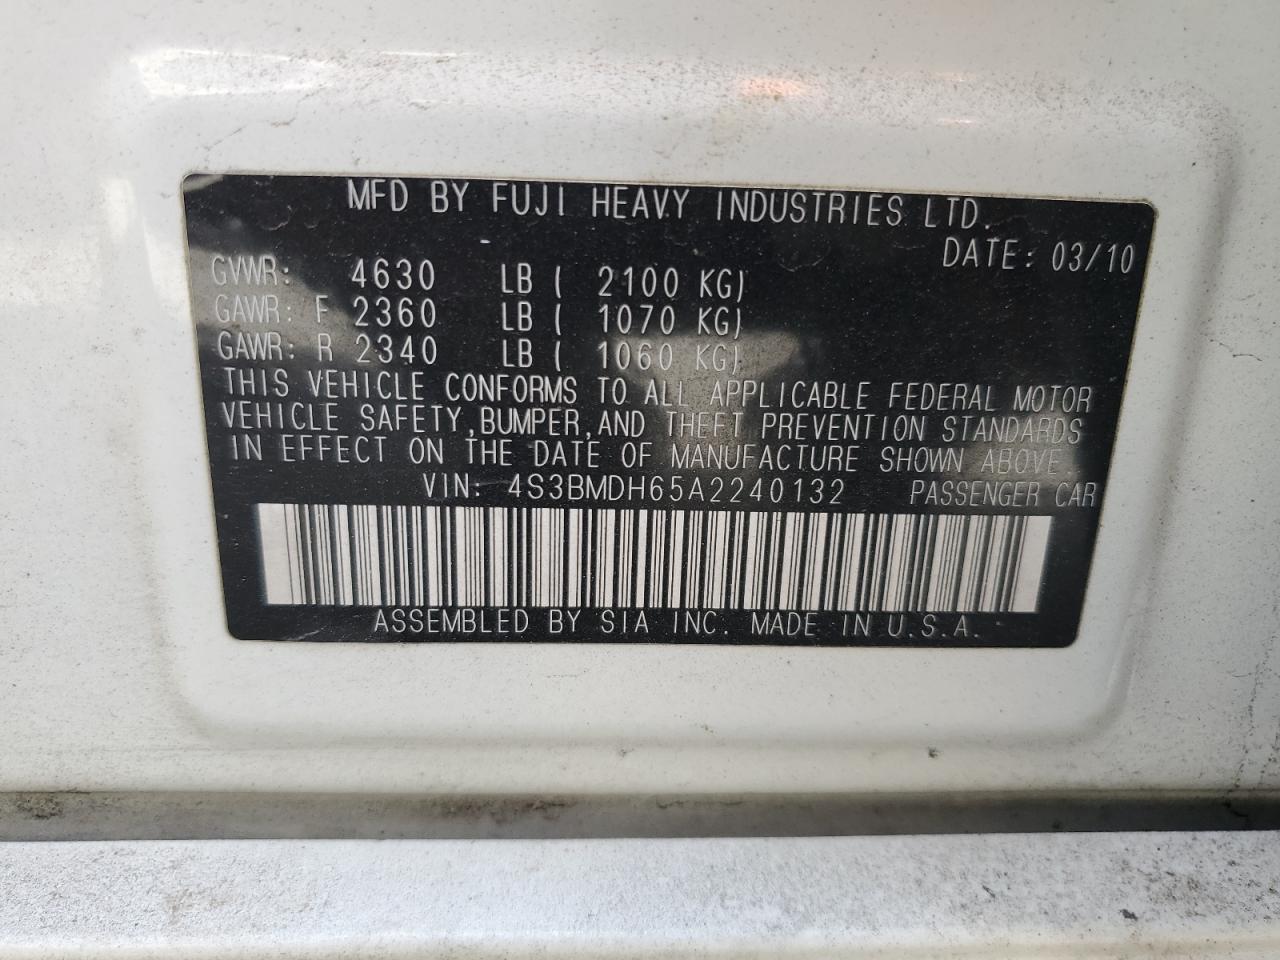 MFD BY FUJI HEAVY INDUSTRIES LTD.
DATE: 03/10
GVWR: 4630 LB ( 2100 KG)
GAWR: F 2360 LB ( 1070 KG)
GAWR: R 2340 LB ( 1060 KG)
THIS VEHICLE CONFORMS TO ALL APPLICABLE FEDERAL MOTOR
VEHICLE SAFETY,BUMPER,AND THEFT PREVENTION STANDARDS
IN EFFECT ON THE DATE OF MANUFACTURE SHOWN ABOVE.
VIN: 4S3BMDH65A2240132 PASSENGER CAR
ASSEMBLED BY SIA INC. MADE IN U.S.A.